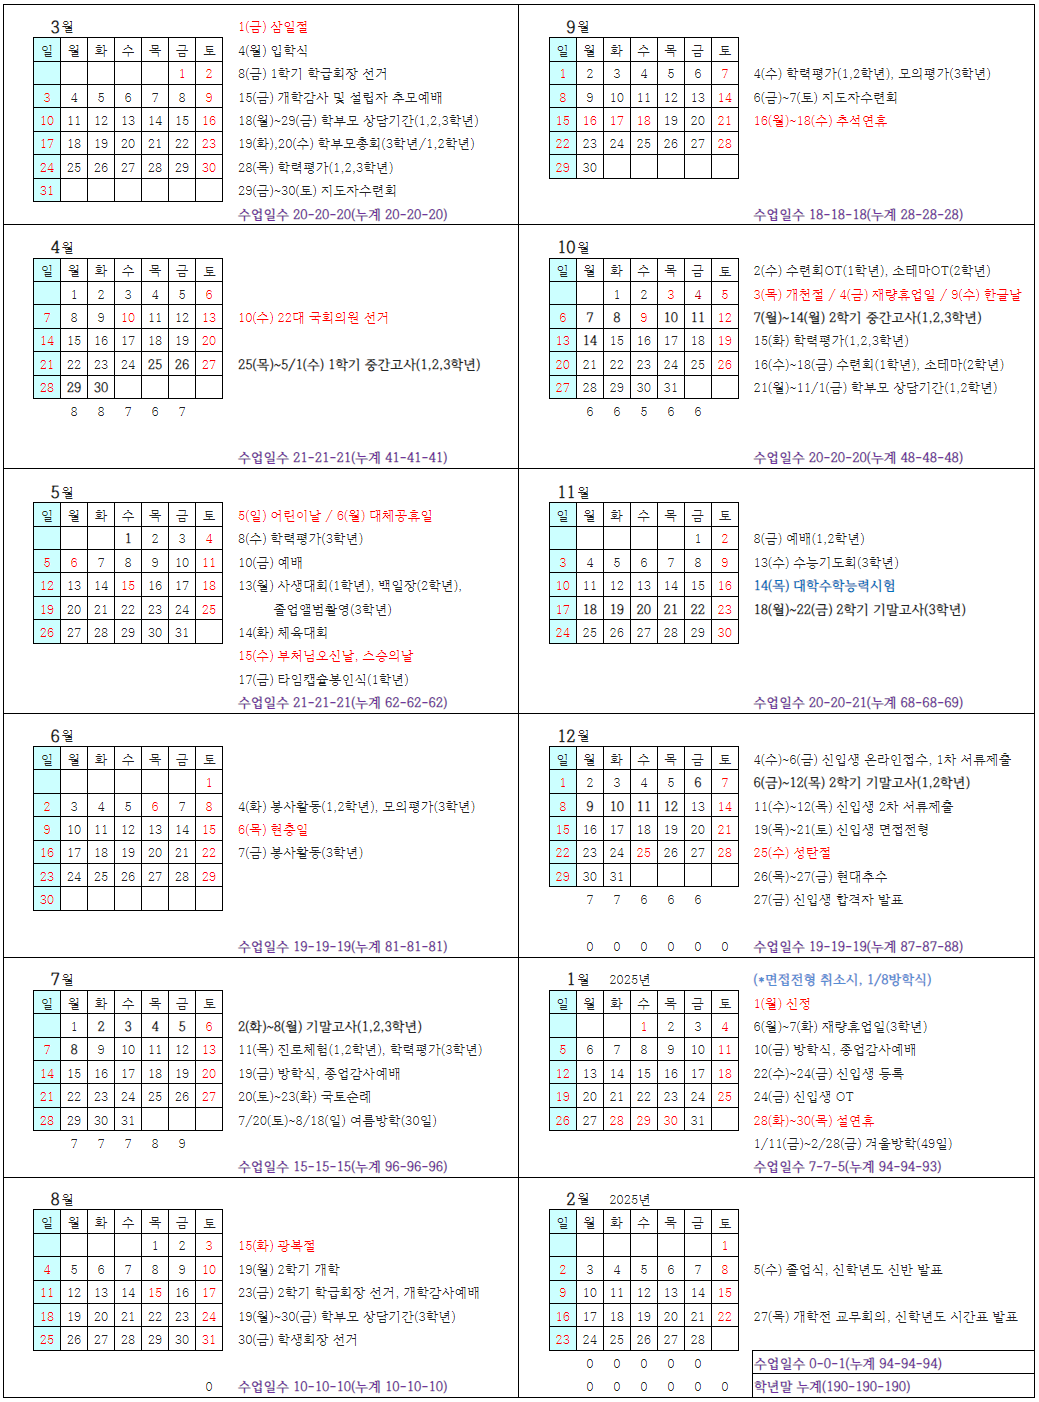 3월
일 월 화 수 목 금 토
1 2
3 4 5 6 7 8 9
10 11 12 13 14 15 16
17 18 19 20 21 22 23
24 25 26 27 28 29 30
31
1(금) 삼일절
4(월) 입학식
8(금) 1학기 학급회장 선거
15(금) 개학감사 및 설립자 추모예배
18(월)~29(금) 학부모 상담기간(1,2,3학년)
19(화),20(수) 학부모총회(3학년/1,2학년)
28(목) 학력평가(1,2,3학년)
29(금)~30(토) 지도자수련회
수업일수 20-20-20(누계 20-20-20)
9월
일 월 화 수 목 금 토
1 2 3 4 5 6 7
8 9 10 11 12 13 14
15 16 17 18 19 20 21
22 23 24 25 26 27 28
29 30
4(수) 학력평가(1,2학년), 모의평가(3학년)
6(금)~7(토) 지도자수련회
16(월)~18(수) 추석연휴
수업일수 18-18-18(누계 28-28-28)
4월
일 월 화 수 목 금 토
1 2 3 4 5 6
7 8 9 10 11 12 13
14 15 16 17 18 19 20
21 22 23 24 25 26 27
28 29 30
8 8 7 6 7
10(수) 22대 국회의원 선거
25(목)~5/1(수) 1학기 중간고사(1,2,3학년)
수업일수 21-21-21(누계 41-41-41)
10월
일 월 화 수 목 금 토
1 2 3 4 5
6 7 8 9 10 11 12
13 14 15 16 17 18 19
20 21 22 23 24 25 26
27 28 29 30 31
6 6 5 6 6
2(수) 수련회OT(1학년), 소테마OT(2학년)
3(목) 개천절 / 4(금) 재량휴업일 / 9(수) 한글날
7(월)~14(월) 2학기 중간고사(1,2,3학년)
15(화) 학력평가(1,2,3학년)
16(수)~18(금) 수련회(1학년), 소테마(2학년)
21(월)~11/1(금) 학부모 상담기간(1,2학년)
수업일수 20-20-20(누계 48-48-48)
5월
일 월 화 수 목 금 토
1 2 3 4
5 6 7 8 9 10 11
12 13 14 15 16 17 18
19 20 21 22 23 24 25
26 27 28 29 30 31
5(일) 어린이날 / 6(월) 대체공휴일
8(수) 학력평가(3학년)
10(금) 예배
13(월) 사생대회(1학년), 백일장(2학년),
졸업앨범촬영(3학년)
14(화) 체육대회
15(수) 부처님오신날, 스승의날
17(금) 타임캡슐봉인식(1학년)
수업일수 21-21-21(누계 62-62-62)
11월
일 월 화 수 목 금 토
1 2
3 4 5 6 7 8 9
10 11 12 13 14 15 16
17 18 19 20 21 22 23
24 25 26 27 28 29 30
8(금) 예배(1,2학년)
13(수) 수능기도회(3학년)
14(목) 대학수학능력시험
18(월)~22(금) 2학기 기말고사(3학년)
수업일수 20-20-21(누계 68-68-69)
6월
일 월 화 수 목 금 토
1
2 3 4 5 6 7 8
9 10 11 12 13 14 15
16 17 18 19 20 21 22
23 24 25 26 27 28 29
30
4(화) 봉사활동(1,2학년), 모의평가(3학년)
6(목) 현충일
7(금) 봉사활동(3학년)
수업일수 19-19-19(누계 81-81-81)
12월
일 월 화 수 목 금 토
1 2 3 4 5 6 7
8 9 10 11 12 13 14
15 16 17 18 19 20 21
22 23 24 25 26 27 28
29 30 31
7 7 6 6 6
0 0 0 0 0 0
4(수)~6(금) 신입생 온라인접수, 1차 서류제출
6(금)~12(목) 2학기 기말고사(1,2학년)
11(수)~12(목) 신입생 2차 서류제출
19(목)~21(토) 신입생 면접전형
25(수) 성탄절
26(목)~27(금) 현대추수
27(금) 신입생 합격자 발표
수업일수 19-19-19(누계 87-87-88)
7월
일 월 화 수 목 금 토
1 2 3 4 5 6
7 8 9 10 11 12 13
14 15 16 17 18 19 20
21 22 23 24 25 26 27
28 29 30 31
7 7 7 8 9
2(화)~8(월) 기말고사(1,2,3학년)
11(목) 진로체험(1,2학년), 학력평가(3학년)
19(금) 방학식, 종업감사예배
20(토)~23(화) 국토순례
7/20(토)~8/18(일) 여름방학(30일)
수업일수 15-15-15(누계 96-96-96)
1월 2025년
일 월 화 수 목 금 토
1 2 3 4
5 6 7 8 9 10 11
12 13 14 15 16 17 18
19 20 21 22 23 24 25
26 27 28 29 30 31
(*면접전형 취소시, 1/8방학식)
1(월) 신정
6(월)~7(화) 재량휴업일(3학년)
10(금) 방학식, 종업감사예배
22(수)~24(금) 신입생 등록
24(금) 신입생 OT
28(화)~30(목) 설연휴
1/11(금)~2/28(금) 겨울방학(49일)
수업일수 7-7-5(누계 94-94-93)
8월
일 월 화 수 목 금 토
1 2 3
4 5 6 7 8 9 10
11 12 13 14 15 16 17
18 19 20 21 22 23 24
25 26 27 28 29 30 31
0
15(화) 광복절
19(월) 2학기 개학
23(금) 2학기 학급회장 선거, 개학감사예배
19(월)~30(금) 학부모 상담기간(3학년)
30(금) 학생회장 선거
수업일수 10-10-10(누계 10-10-10)
2월 2025년
일 월 화 수 목 금 토
1
2 3 4 5 6 7 8
9 10 11 12 13 14 15
16 17 18 19 20 21 22
23 24 25 26 27 28
0 0 0 0 0
0 0 0 0 0 0
5(수) 졸업식, 신학년도 신반 발표
27(목) 개학전 교무회의, 신학년도 시간표 발표
수업일수 0-0-1(누계 94-94-94)
학년말 누계(190-190-190)